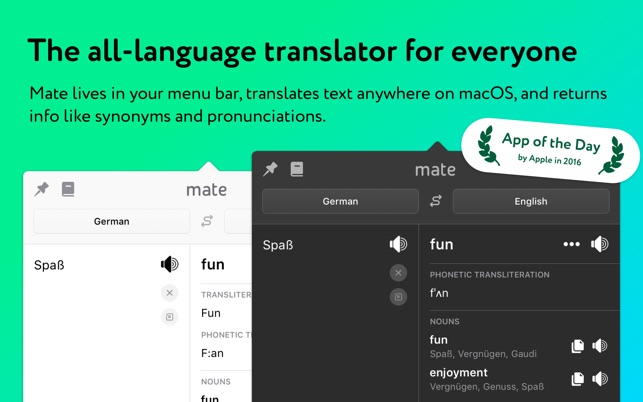 The all-language translator for everyone
Mate lives in your menu bar, translates text anywhere on macOS, and returns
info like synonyms and pronunciations.
App of the Day
by Apple in 2016
mate
German
Spaß
fun
TRANSLITER
Fun
PHONETIC T
F:an
NOUNS
fun
mate
German
English
Spaß
fun
PHONETIC TRANSLITERATION
f'ʌn
NOUNS
fun
Spaß, Vergnügen, Gaudi
enjoyment
Vergnügen, Genuss, Spaß